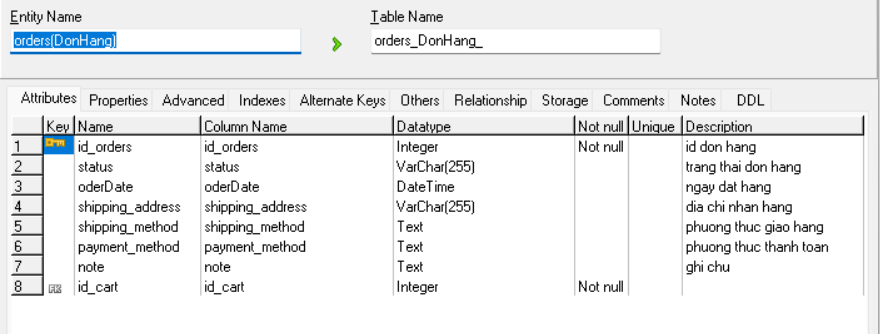 Entity Name Table Name
orders(DonHang) orders_DonHang_
Attributes Properties Advanced Indexes Alternate Keys Others Relationship Storage Comments Notes DDL
Key Name Column Name Datatype Not null Unique Description
1 id_orders id_orders Integer Not null id don hang
2 status status VarChar(255) trang thai don hang
3 oderDate oderDate DateTime ngay dat hang
4 shipping_address shipping_address VarChar(255) dia chi nhan hang
5 shipping_method shipping_method Text phuong thuc giao hang
6 payment_method payment_method Text phuong thuc thanh toan
7 note note Text ghi chu
8 FK id_cart id_cart Integer Not null